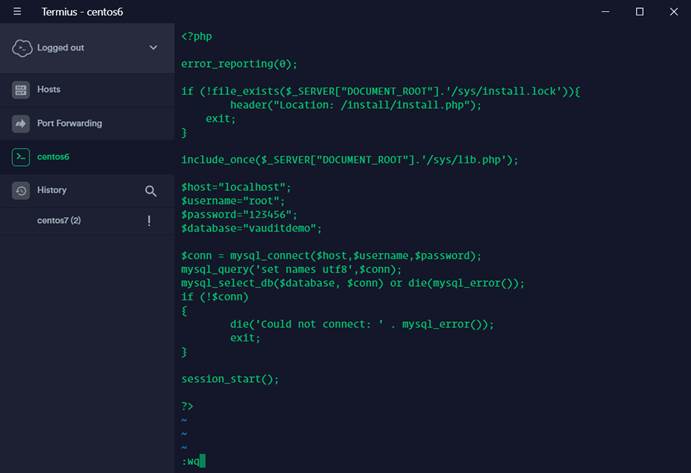 Termius - centos6
Logged out
Hosts
Port Forwarding
centos6
History
centos7 (2)
<?php
error_reporting(0);
if (!file_exists($_SERVER["DOCUMENT_ROOT"].'/sys/install.lock')){
        header("Location: /install/install.php");
    exit;
}
include_once($_SERVER["DOCUMENT_ROOT"].'/sys/lib.php');
$host="localhost";
$username="root";
$password="123456";
$database="vauditdemo";
$conn = mysql_connect($host,$username,$password);
mysql_query('set names utf8',$conn);
mysql_select_db($database, $conn) or die(mysql_error());
if (!$conn)
{
        die('Could not connect: ' . mysql_error());
        exit;
}
session_start();
?>
~
~
~
:wq